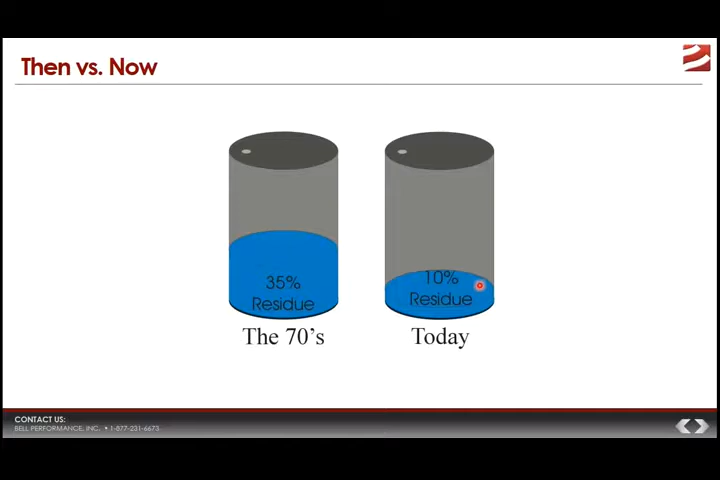 Then vs. Now
35%
Residue
10%
Residue
The 70's
Today
CONTACT US:
BELL PERFORMANCE, INC. • 1-877-231-6673